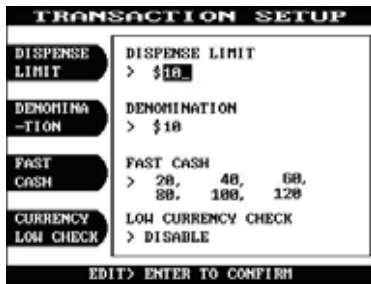 TRANSACTION SETUP
DISPENSE
LIMIT
DISPENSE LIMIT
> $10_
DENOMINA
-TION
DENOMINATION
> $10
FAST
CASH
FAST CASH
> 20, 40, 60,
80. 100, 120
CURRENCY
LOW CHECK
LOW CURRENCY CHECK
> DISABLE
EDIT> ENTER TO CONFIRM